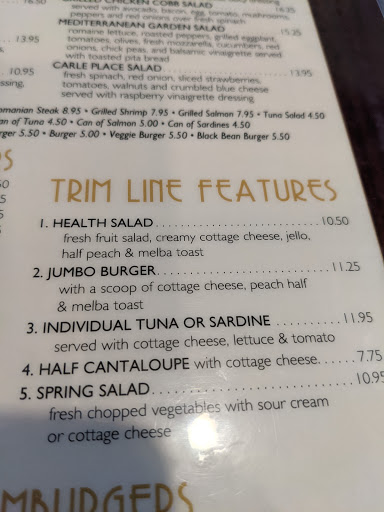 CHICKEN COBB SALAD
served with avocado, bacon, egg, tomato, mushrooms, 16.25
peppers and red onions over fresh spinach
MEDITERRANEAN GARDEN SALAD
romaine lettuce, roasted peppers, grilled eggplant, 15.25
tomatoes, olives, fresh mozzarella, cucumbers, red
onions, chick peas, and balsamic vinaigrette served
with toasted pita bread
13.95
CARLE PLACE SALAD 13.95
fresh spinach, red onion, sliced strawberries,
tomatoes, walnuts and crumbled blue cheese
served with raspberry vinaigrette dressing
10.95
ssing,
manian Steak 8.95 • Grilled Shrimp 7.95 • Grilled Salmon 7.95 • Tuna Salad 4.50
an of Tuna 4.50 • Can of Salmon 5.00 • Can of Sardines 4.50
rger 5.50 • Burger 5.00 • Veggie Burger 5.50 • Black Bean Burger 5.50
TRIM LINE FEATURES
1. HEALTH SALAD 10.50
fresh fruit salad, creamy cottage cheese, jello,
half peach & melba toast
2. JUMBO BURGER 11.25
with a scoop of cottage cheese, peach half
& melba toast
3. INDIVIDUAL TUNA OR SARDINE 11.95
served with cottage cheese, lettuce & tomato
4. HALF CANTALOUPE with cottage cheese 7.75
5. SPRING SALAD 10.95
fresh chopped vegetables with sour cream
or cottage cheese
MBURGERS